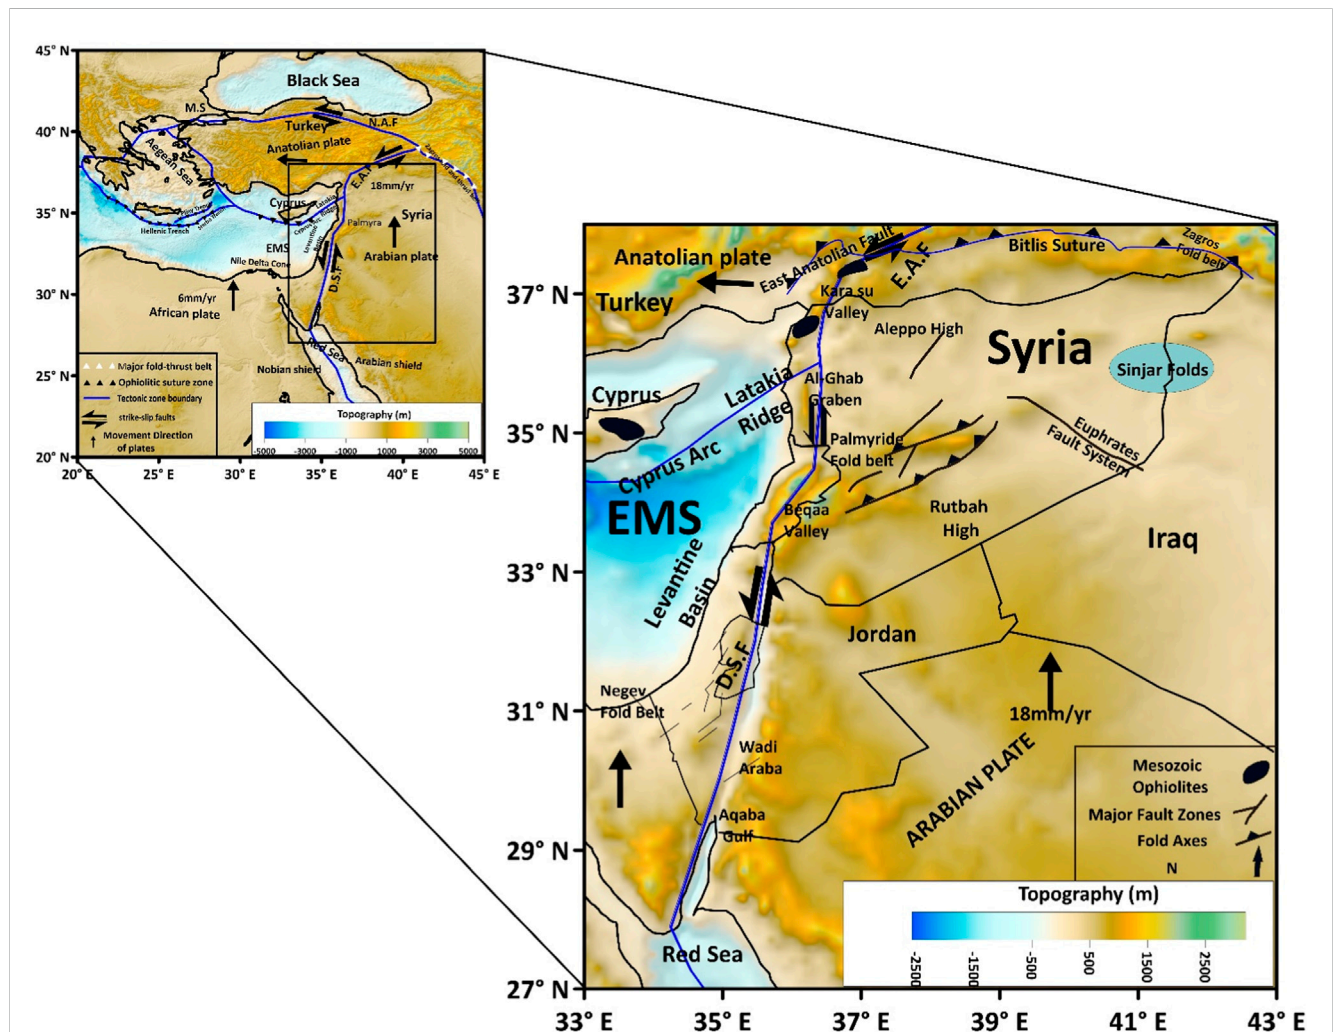 45° N
40° N
35° N
30° N
25° N
20° N
20° E
25° E
30° E
35° E
40° E
45° E
Black Sea
M.S
N.A.F
Turkey
Anatolian plate
Aegean Sea
E.A.F
18mm/yr
Cyprus
Latakia
Ridge
Cyprus Arc
Syria
Palmyra
Hellenic Trench
EMS
Levantine
Basin
Nile Delta Cone
Arabian plate
D.S.F
6mm/yr
African plate
Red Sea
Arabian shield
Nobian shield
Major fold-thrust belt
Ophiolitic suture zone
Tectonic zone boundary
strike-slip faults
Movement Direction
of plates
Topography (m)
-5000
-3000
-1000
1000
3000
5000
37° N
35° N
33° N
31° N
29° N
27° N
33° E
35° E
37° E
39° E
41° E
43° E
Anatolian plate
East Anatolian Fault
E.A.F
Bitlis Suture
Zagros
Fold belt
Turkey
Kara su
Valley
Aleppo High
Syria
Sinjar Folds
Cyprus
Latakia
Ridge
Al-Ghab
Graben
Cyprus Arc
Palmyride
Fold belt
Euphrates
Fault System
EMS
Beqaa
Valley
Rutbah
High
Iraq
Levantine
Basin
Jordan
D.S.F
Negev
Fold Belt
18mm/yr
Wadi
Araba
ARABIAN PLATE
Aqaba
Gulf
Red Sea
Mesozoic
Ophiolites
Major Fault Zones
Fold Axes
N
Topography (m)
-2500
-1500
-500
500
1500
2500